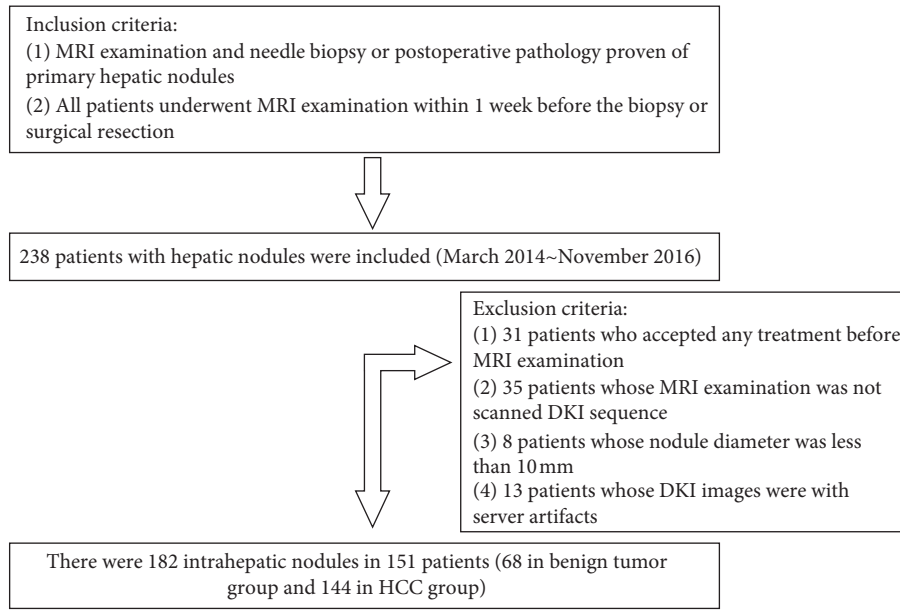 Inclusion criteria:
(1) MRI examination and needle biopsy or postoperative pathology proven of
primary hepatic nodules
(2) All patients underwent MRI examination within 1 week before the biopsy or
surgical resection
238 patients with hepatic nodules were included (March 2014~November 2016)
Exclusion criteria:
(1) 31 patients who accepted any treatment before
MRI examination
(2) 35 patients whose MRI examination was not
scanned DKI sequence
(3) 8 patients whose nodule diameter was less
than 10 mm
(4) 13 patients whose DKI images were with
server artifacts
There were 182 intrahepatic nodules in 151 patients (68 in benign tumor
group and 144 in HCC group)